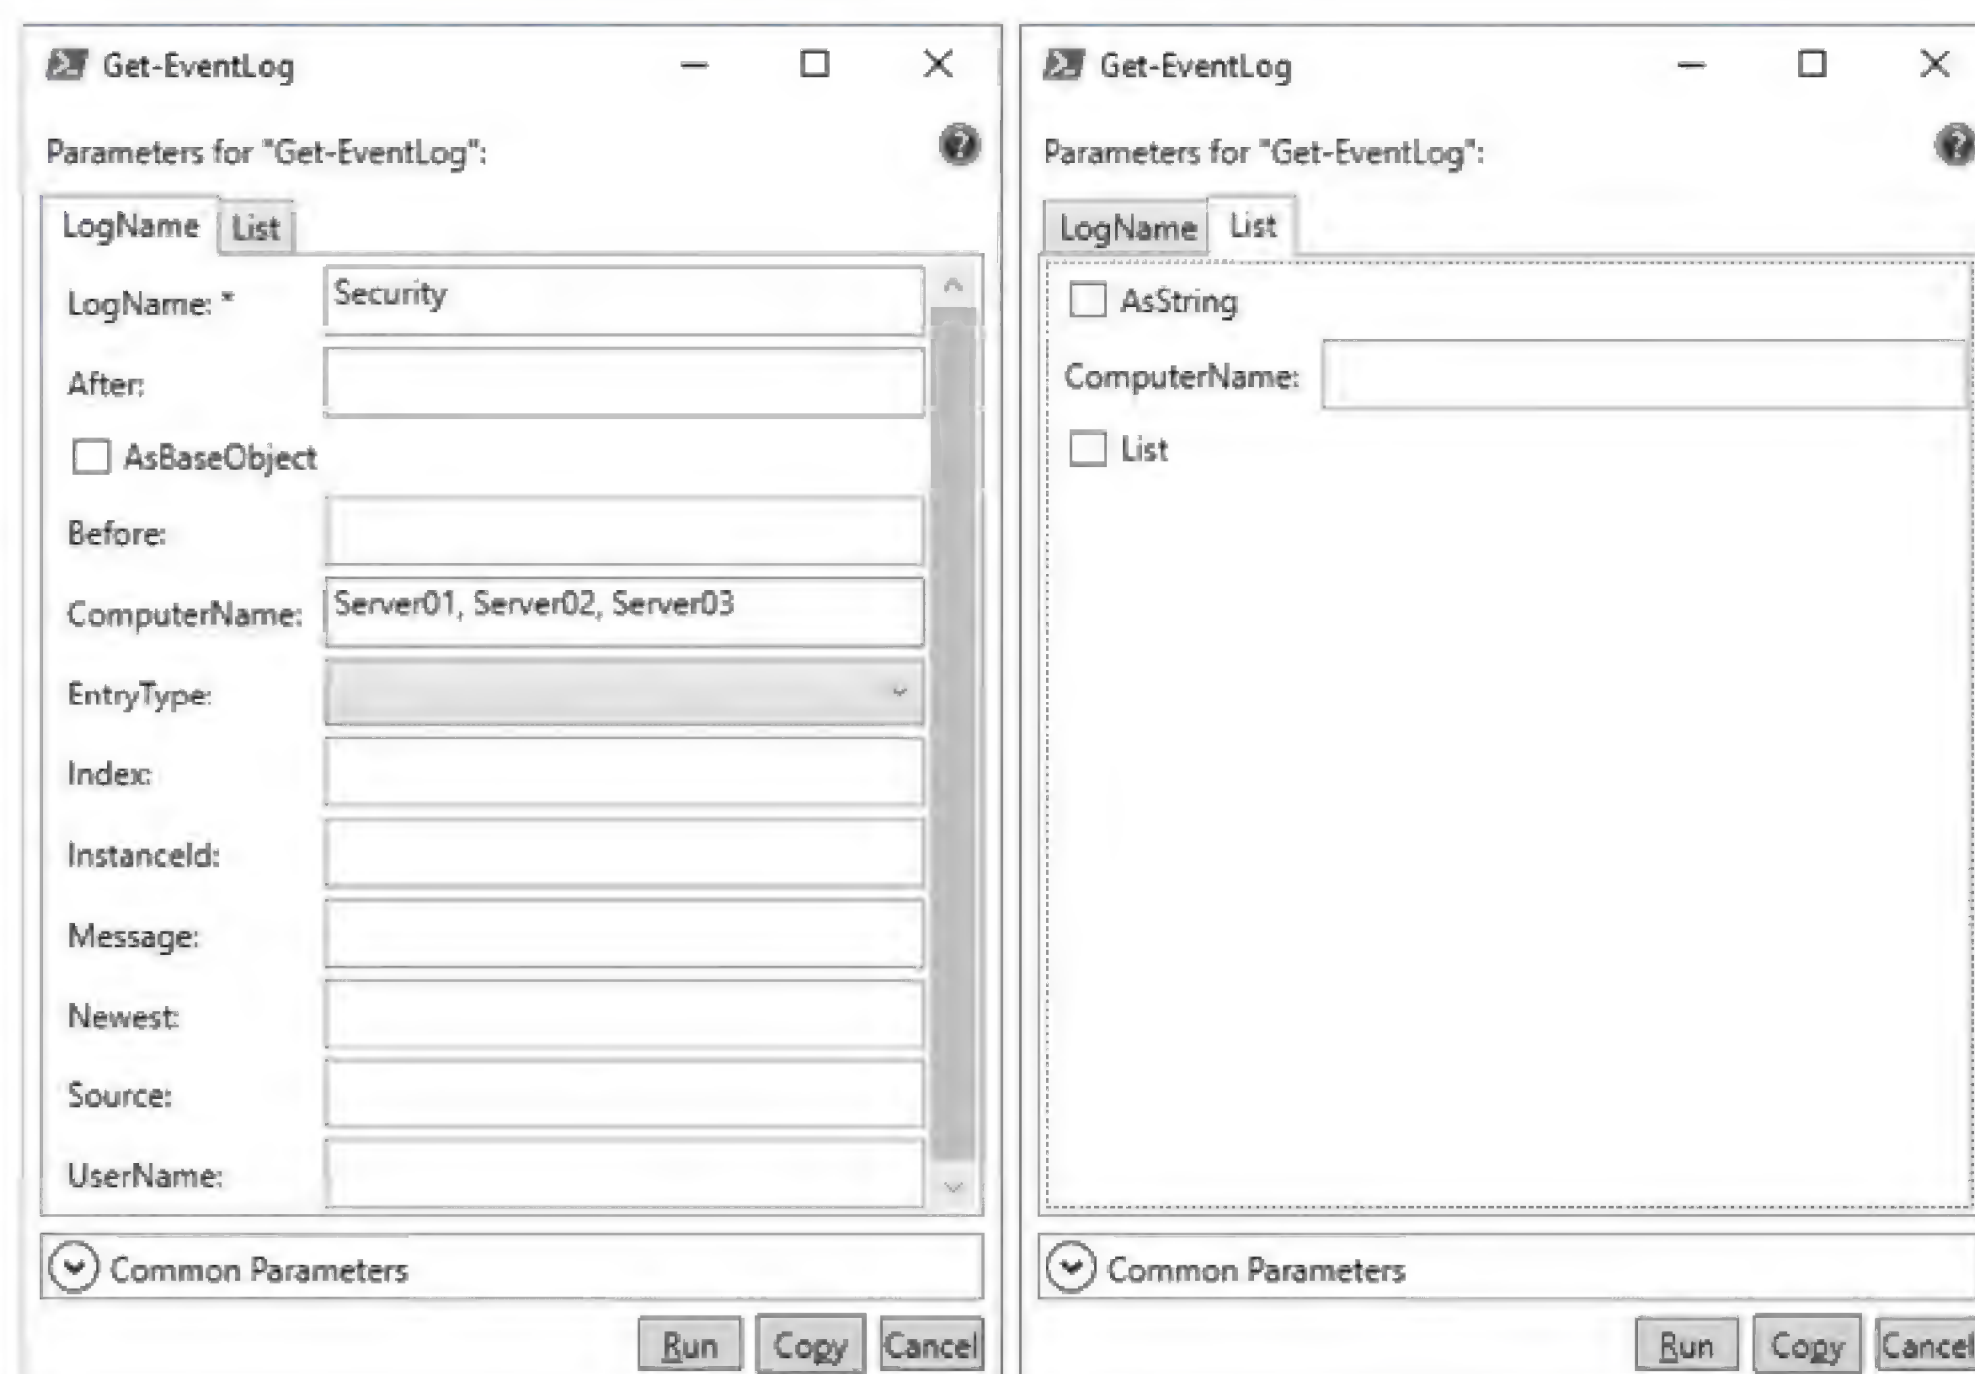 Get-EventLog
Parameters for "Get-EventLog":
LogName List
LogName: * Security
After:
AsBaseObject
Before:
ComputerName: Server01, Server02, Server03
EntryType:
Index:
InstanceId:
Message:
Newest:
Source:
UserName:
Common Parameters
Run Copy Cancel
Get-EventLog
Parameters for "Get-EventLog":
LogName List
AsString
ComputerName:
List
Common Parameters
Run Copy Cancel